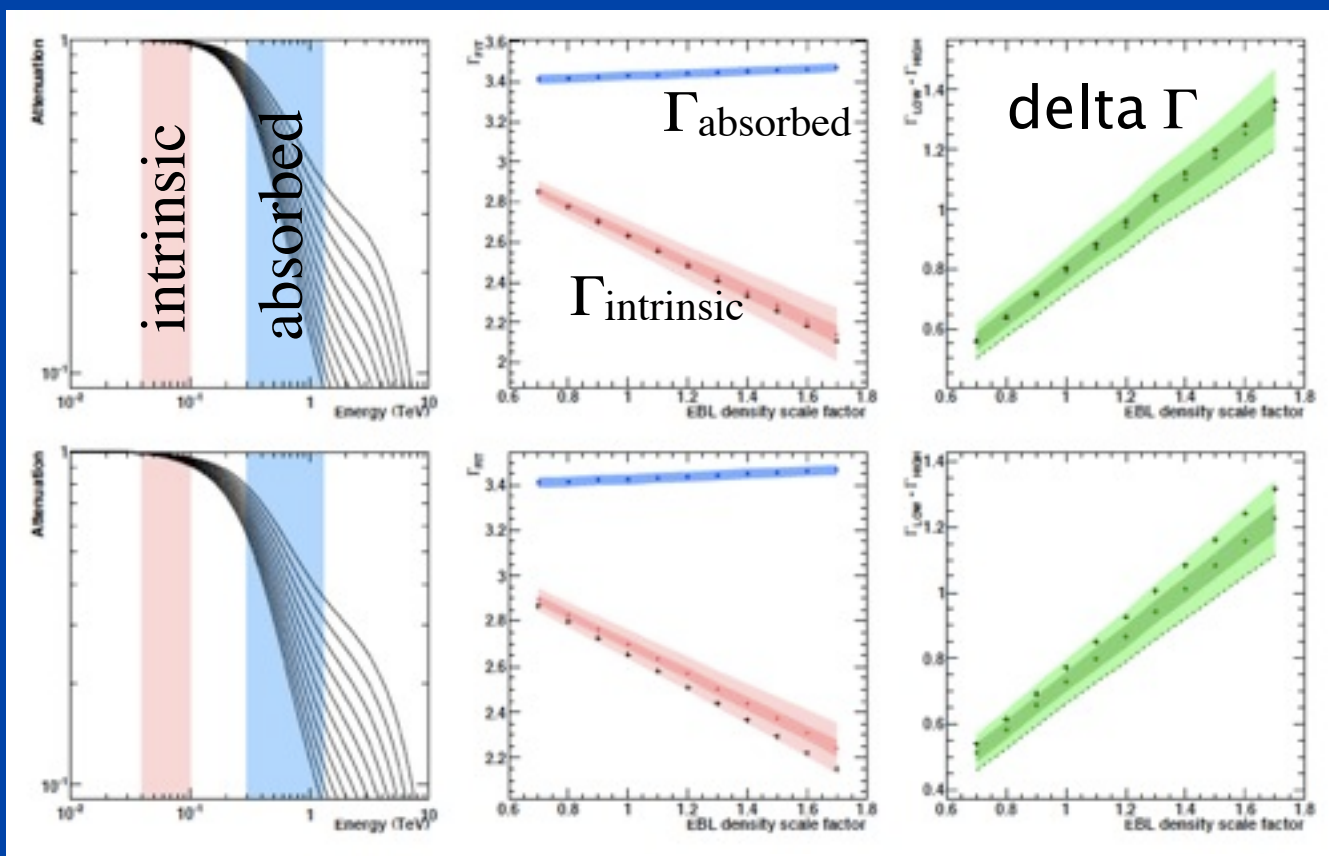 Attenuation
1
10⁻¹
intrinsic
absorbed
10⁻² 10⁻¹ 1 10
Energy (TeV)
Γ_FIT
3.6
3.4
3.2
3
2.8
2.6
2.4
2.2
2
Γabsorbed
Γintrinsic
0.6 0.8 1 1.2 1.4 1.6 1.8
EBL density scale factor
Γ_LOW - Γ_HIGH
1.4
1.2
1
0.8
0.6
delta Γ
0.6 0.8 1 1.2 1.4 1.6 1.8
EBL density scale factor
Attenuation
1
10⁻¹
10⁻² 10⁻¹ 1 10
Energy (TeV)
Γ_FIT
3.4
3.2
3
2.8
2.6
2.4
2.2
0.6 0.8 1 1.2 1.4 1.6 1.8
EBL density scale factor
Γ_LOW - Γ_HIGH
1.4
1.2
1
0.8
0.6
0.4
0.6 0.8 1 1.2 1.4 1.6 1.8
EBL density scale factor